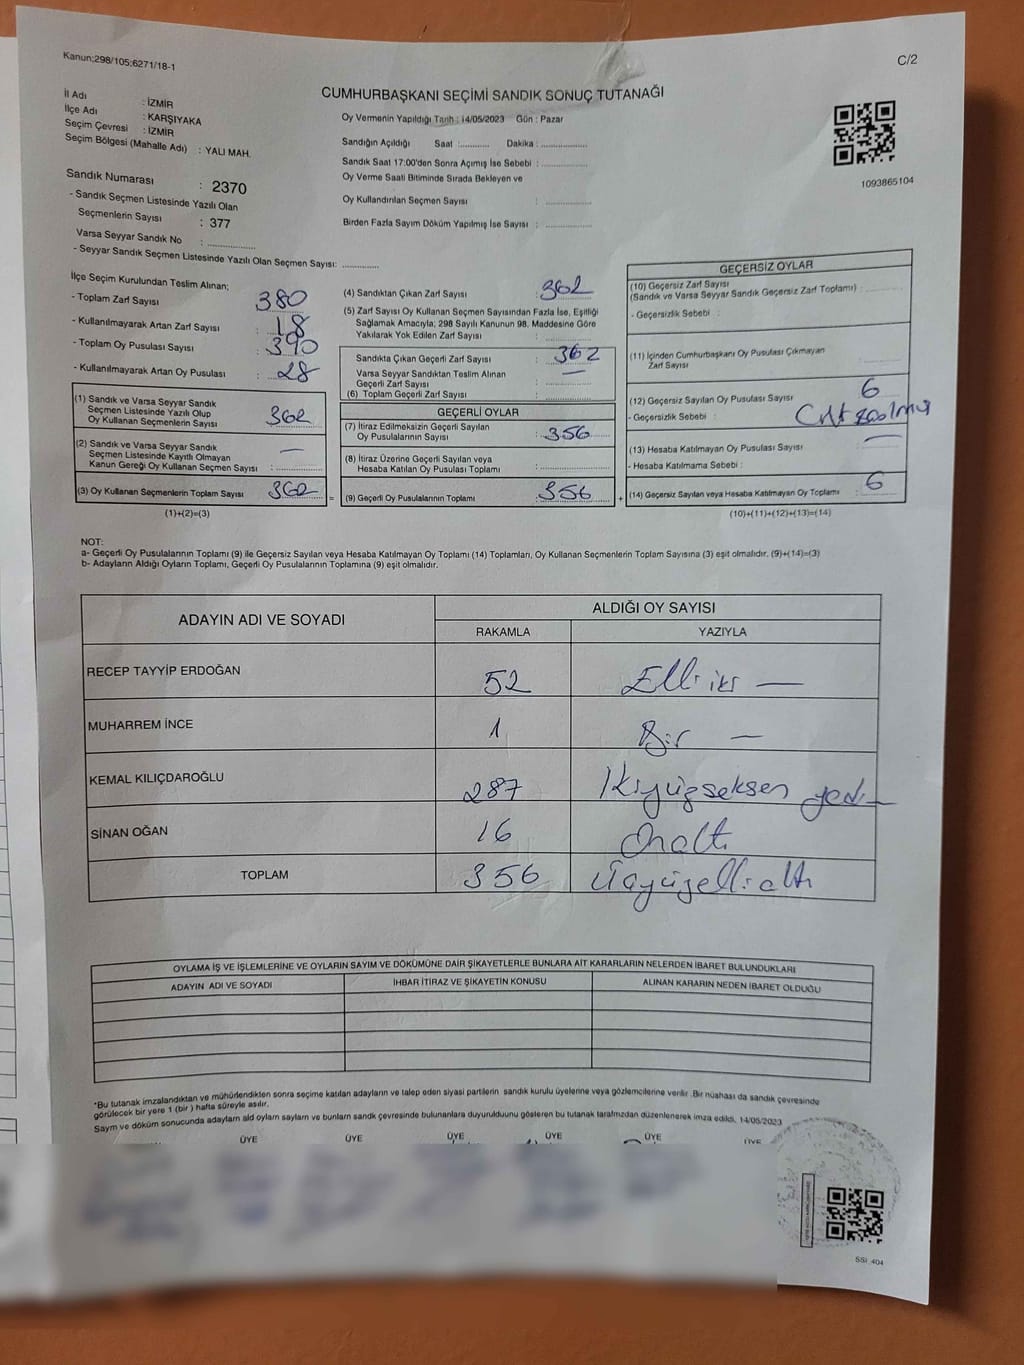 Kanun:298/105;6271/18-1
C/2
CUMHURBAŞKANI SEÇİMİ SANDIK SONUÇ TUTANAĞI
İl Adı : İZMİR
İlçe Adı : KARŞIYAKA
Seçim Çevresi : İZMİR
Seçim Bölgesi (Mahalle Adı) : YALI MAH.
Sandık Numarası : 2370
- Sandık Seçmen Listesinde Yazılı Olan
Seçmenlerin Sayısı : 377
Varsa Seyyar Sandık No : ..............
- Seyyar Sandık Seçmen Listesinde Yazılı Olan Seçmen Sayısı: ............
Oy Vermenin Yapıldığı Tarih : 14/05/2023 Gün : Pazar
Sandığın Açıldığı Saat :.......... Dakika : ..............
Sandık Saat 17:00'den Sonra Açımış İse Sebebi : ..............
Oy Verme Saati Bitiminde Sırada Bekleyen ve
Oy Kullandırılan Seçmen Sayısı : ..............
Birden Fazla Sayım Döküm Yapılmış İse Sayısı : ..............
1093865104
İlçe Seçim Kurulundan Teslim Alınan;
- Toplam Zarf Sayısı : 380
- Kullanılmayarak Artan Zarf Sayısı : 18
- Toplam Oy Pusulası Sayısı : 390
- Kullanılmayarak Artan Oy Pusulası : 28
(1) Sandık ve Varsa Seyyar Sandık
Seçmen Listesinde Yazılı Olup
Oy Kullanan Seçmenlerin Sayısı : 362
(2) Sandık ve Varsa Seyyar Sandık
Seçmen Listesinde Kayıtlı Olmayan
Kanun Gereği Oy Kullanan Seçmen Sayısı : —
(3) Oy Kullanan Seçmenlerin Toplam Sayısı : 362
(1)+(2)=(3)
(4) Sandıktan Çıkan Zarf Sayısı : 362
(5) Zarf Sayısı Oy Kullanan Seçmen Sayısından Fazla İse, Eşitliği
Sağlamak Amacıyla; 298 Sayılı Kanunun 98. Maddesine Göre
Yakılarak Yok Edilen Zarf Sayısı :
Sandıkta Çıkan Geçerli Zarf Sayısı : 362
Varsa Seyyar Sandıktan Teslim Alınan —
Geçerli Zarf Sayısı :
(6) Toplam Geçerli Zarf Sayısı :
GEÇERLİ OYLAR
(7) İtiraz Edilmeksizin Geçerli Sayılan
Oy Pusulalarının Sayısı : 356
(8) İtiraz Üzerine Geçerli Sayılan veya
Hesaba Katılan Oy Pusulası Toplamı :
= (9) Geçerli Oy Pusulalarının Toplamı : 356 +
GEÇERSİZ OYLAR
(10) Geçersiz Zarf Sayısı
(Sandık ve Varsa Seyyar Sandık Geçersiz Zarf Toplamı) :
- Geçersizlik Sebebi :
(11) İçinden Cumhurbaşkanı Oy Pusulası Çıkmayan
Zarf Sayısı :
(12) Geçersiz Sayılan Oy Pusulası Sayısı : 6
- Geçersizlik Sebebi :
(13) Hesaba Katılmayan Oy Pusulası Sayısı : —
- Hesaba Katılmama Sebebi :
(14) Geçersiz Sayılan veya Hesaba Katılmayan Oy Toplamı : 6
(10)+(11)+(12)+(13)=(14)
NOT:
a- Geçerli Oy Pusulalarının Toplamı (9) ile Geçersiz Sayılan veya Hesaba Katılmayan Oy Toplamı (14) Toplamları, Oy Kullanan Seçmenlerin Toplam Sayısına (3) eşit olmalıdır. (9)+(14)=(3)
b- Adayların Aldığı Oyların Toplamı, Geçerli Oy Pusulalarının Toplamına (9) eşit olmalıdır.
ADAYIN ADI VE SOYADI ALDIĞI OY SAYISI
RAKAMLA YAZIYLA
RECEP TAYYİP ERDOĞAN 52 Elli iki —
MUHARREM İNCE 1 Bir —
KEMAL KILIÇDAROĞLU 287 İkiyüzseksen yedi
SİNAN OĞAN 16 Onaltı
TOPLAM 356 Üçyüzelli altı
OYLAMA İŞ VE İŞLEMLERİNE VE OYLARIN SAYIM VE DÖKÜMÜNE DAİR ŞİKAYETLERLE BUNLARA AİT KARARLARIN NELERDEN İBARET BULUNDUKLARI
ADAYIN ADI VE SOYADI İHBAR İTİRAZ VE ŞİKAYETİN KONUSU ALINAN KARARIN NEDEN İBARET OLDUĞU
*Bu tutanak imzalandıktan ve mühürlendikten sonra seçime katılan adayların ve talep eden siyasi partilerin sandık kurulu üyelerine veya gözlemcilerine verilir .Bir nüshası da sandık çevresinde
görülecek bir yere 1 (bir ) hafta süreyle asılır.
Sayım ve döküm sonucunda adayların ald oyların sayların ve bunların sandk çevresinde bulunanlara duyurulduunu gösteren bu tutanak tarafmzdan düzenlenerek imza edildi. 14/05/2023
ÜYE ÜYE ÜYE ÜYE ÜYE ÜYE
SSI_404